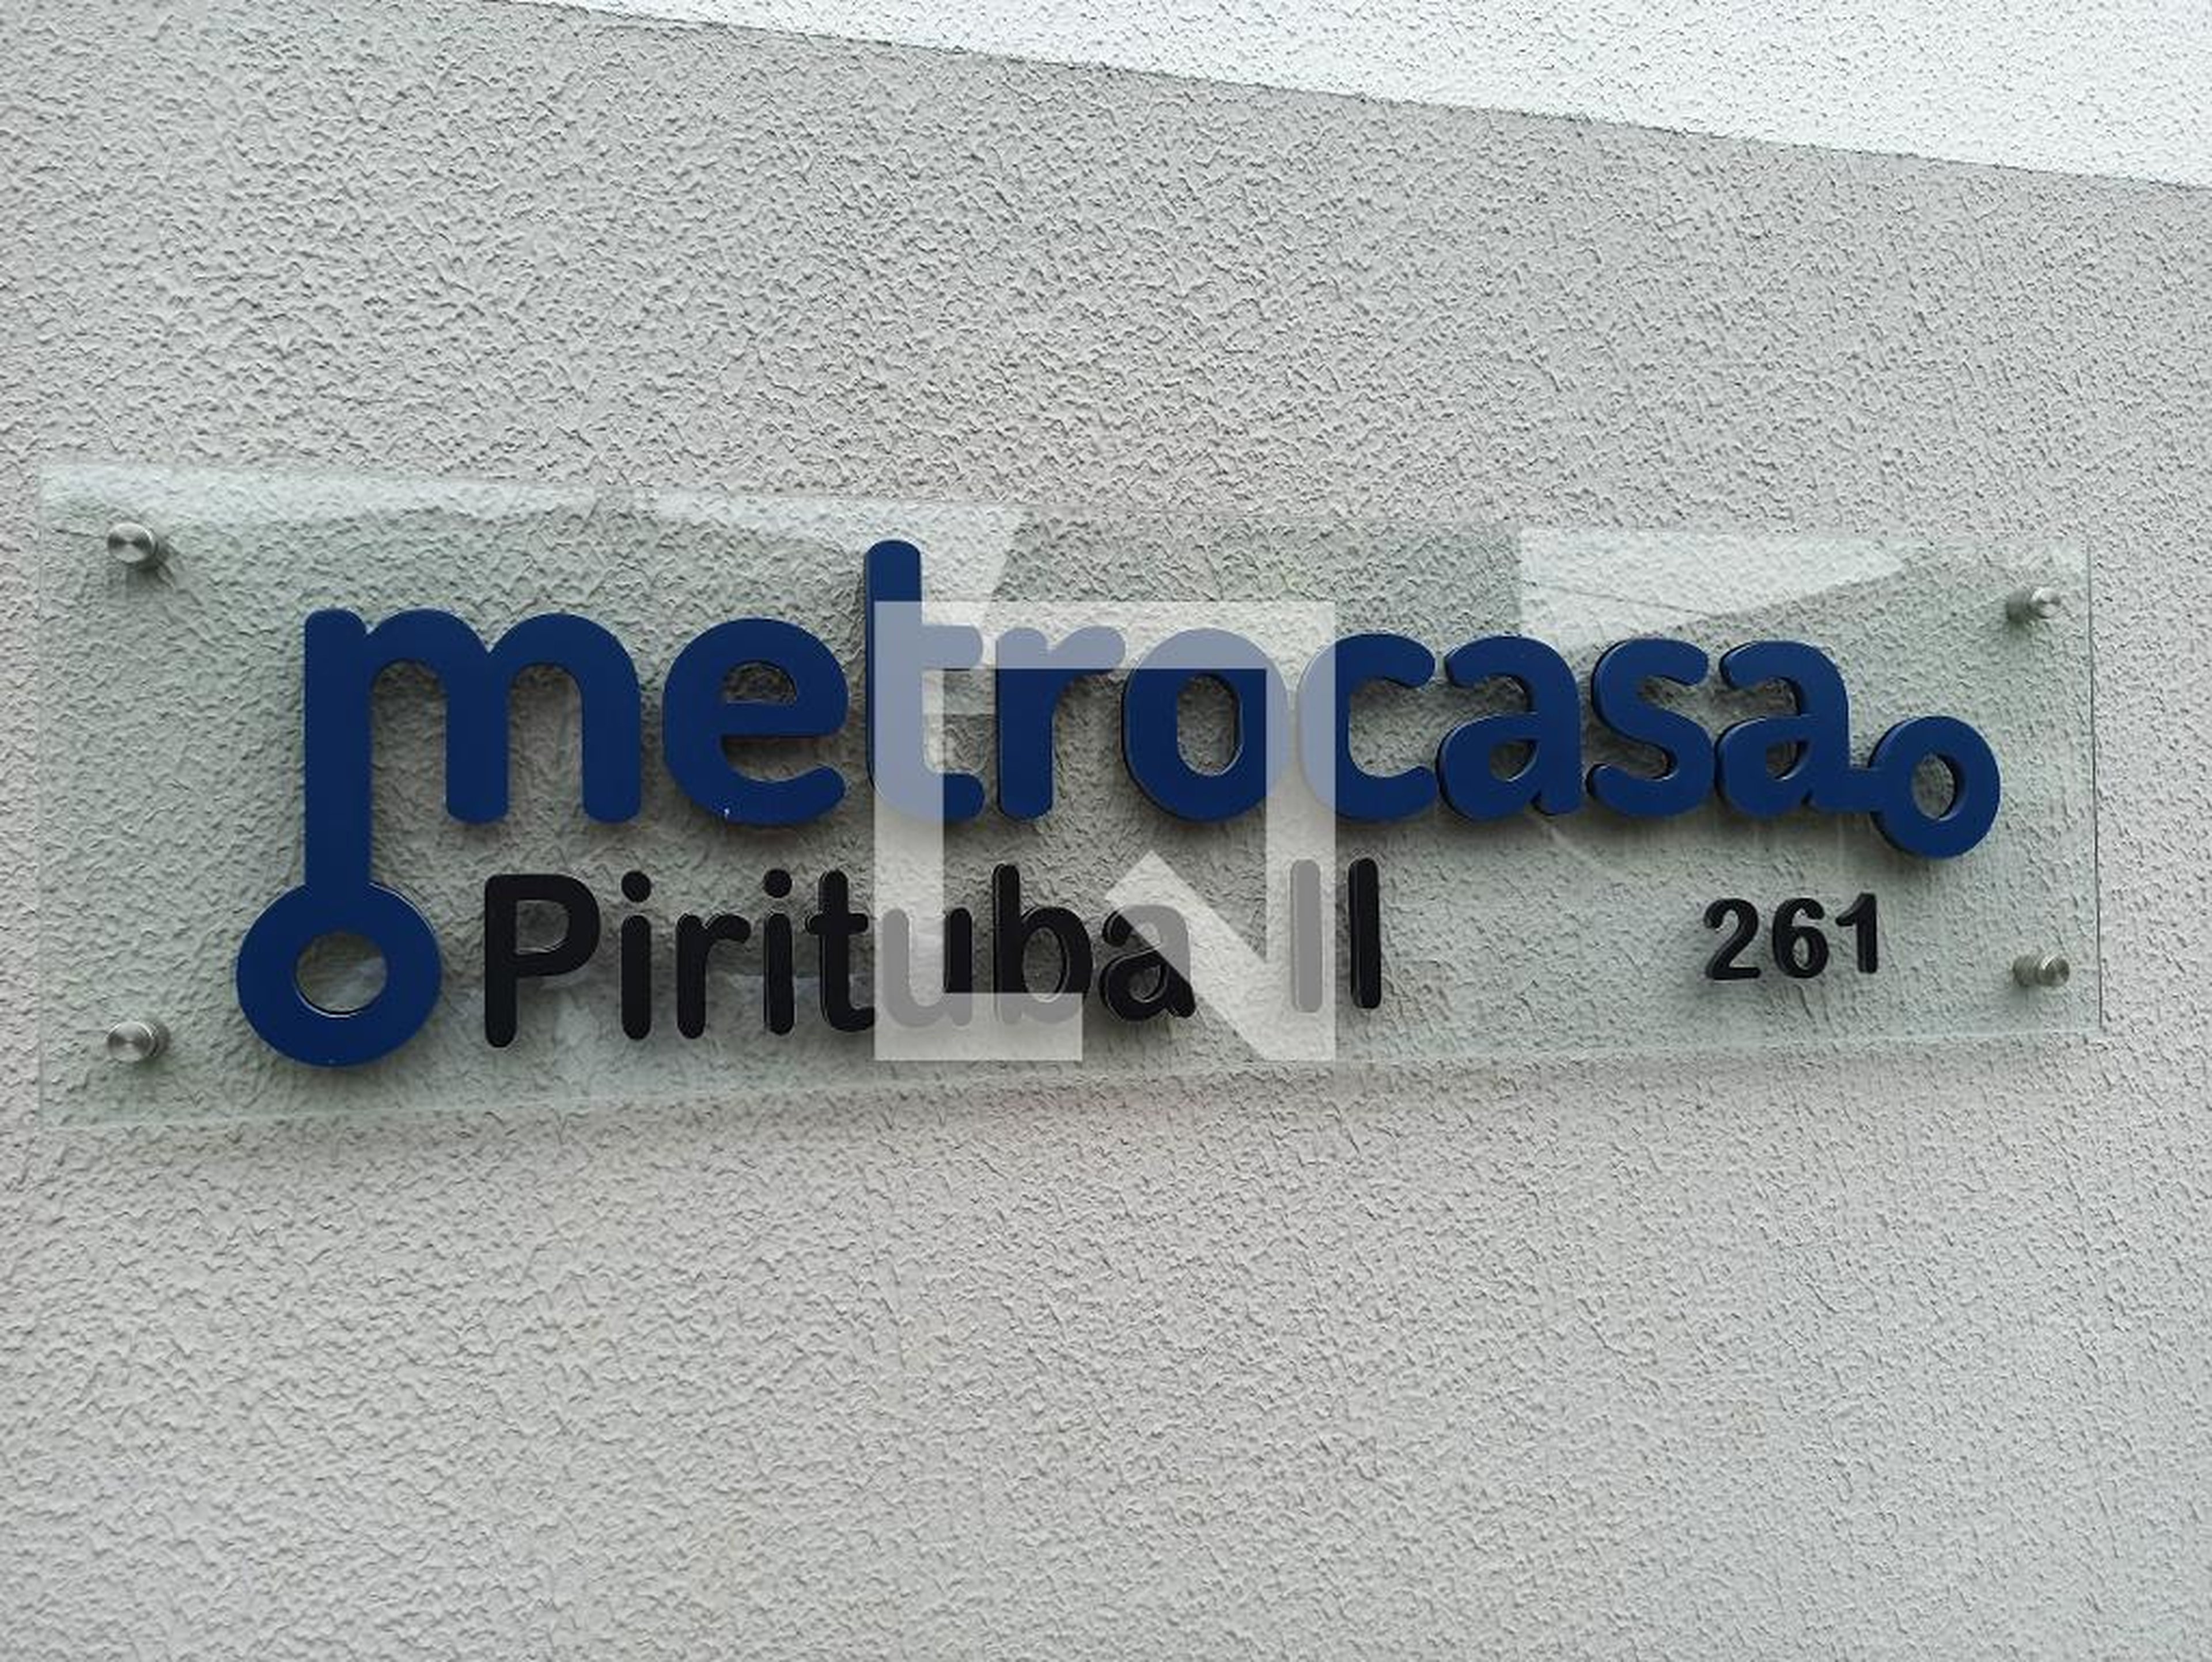 metrocasa
Pirituba II
261